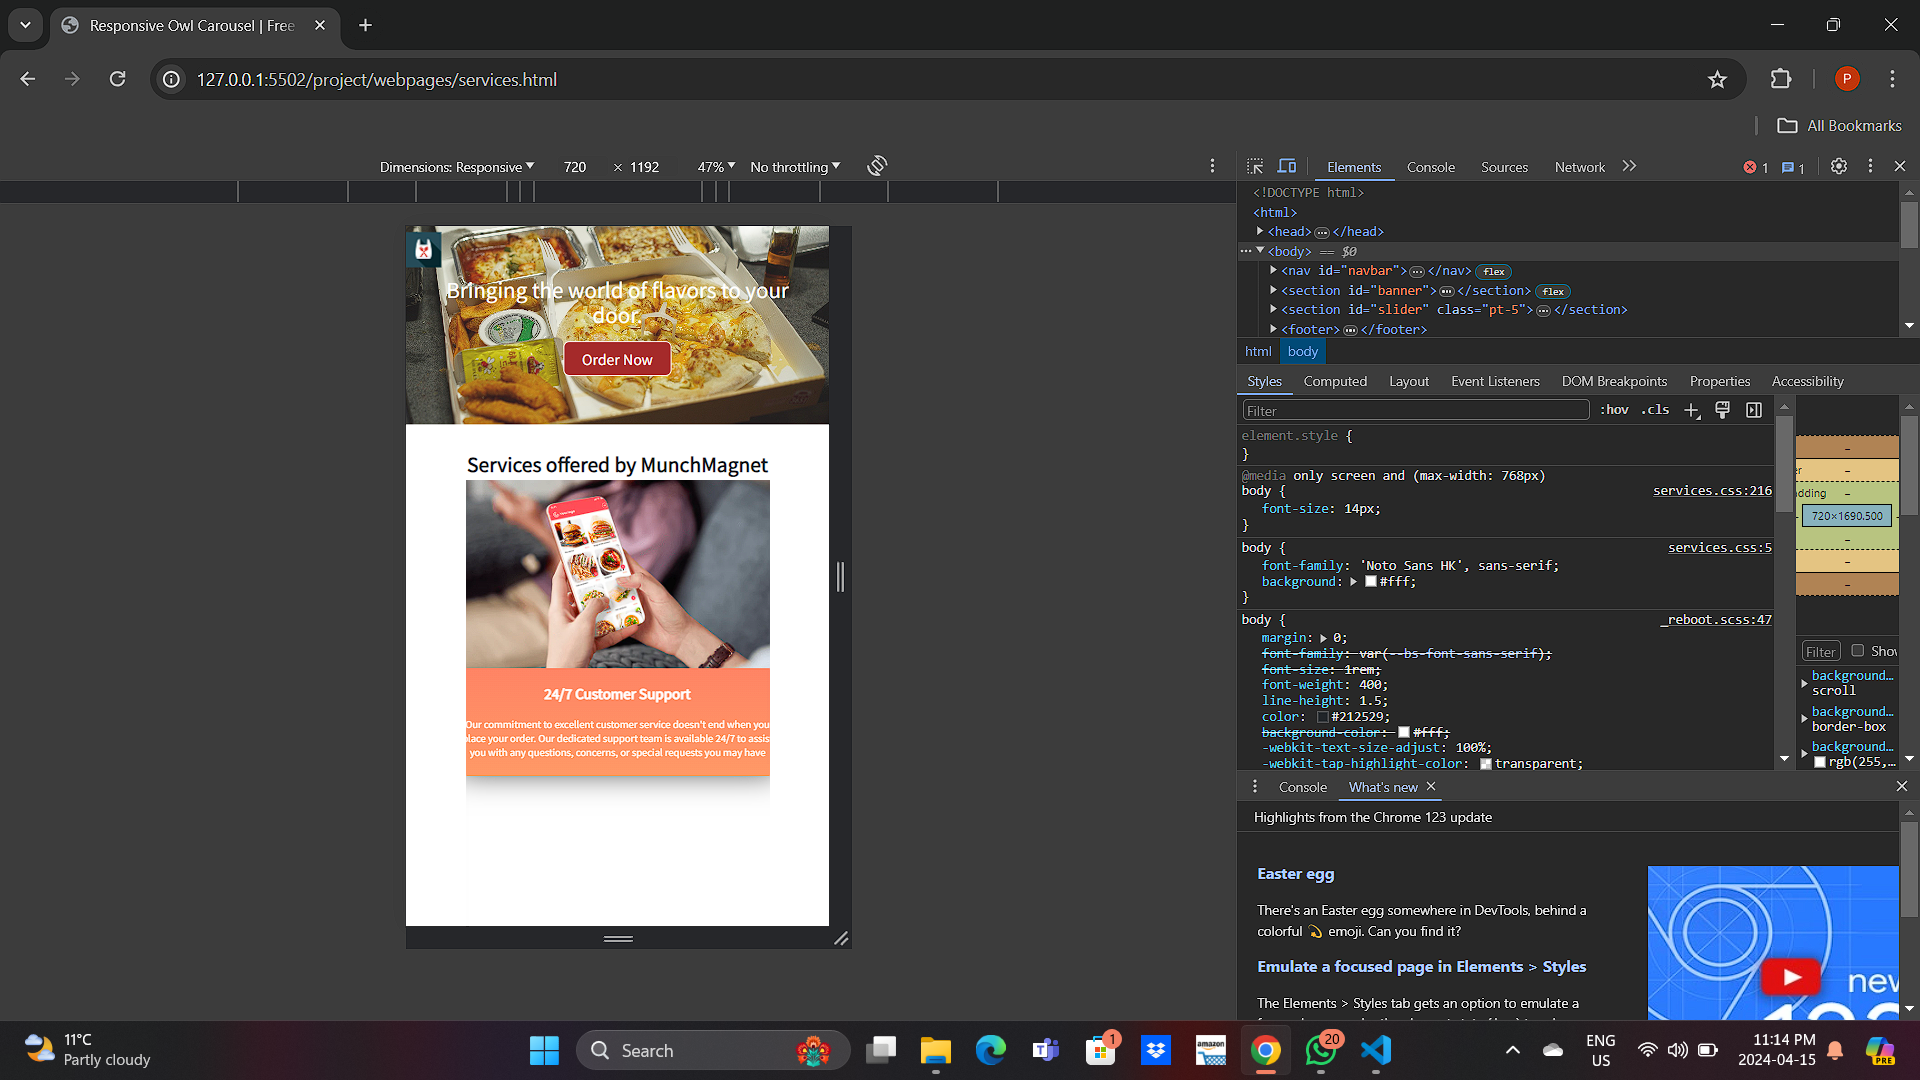 Responsive Owl Carousel | Free
127.0.0.1:5502/project/webpages/services.html
P
All Bookmarks
Dimensions: Responsive
720 × 1192
47%
No throttling
Elements Console Sources Network
1 1
<!DOCTYPE html>
<html>
<head> … </head>
… <body> == $0
<nav id="navbar"> … </nav> flex
<section id="banner"> … </section> flex
<section id="slider" class="pt-5"> … </section>
<footer> … </footer>
html body
Styles Computed Layout Event Listeners DOM Breakpoints Properties Accessibility
Filter :hov .cls
element.style {
}
@media only screen and (max-width: 768px)
body { services.css:216
font-size: 14px;
}
body { services.css:5
font-family: 'Noto Sans HK', sans-serif;
background: #fff;
}
body { _reboot.scss:47
margin: 0;
font-family: var(--bs-font-sans-serif);
font-size: 1rem;
font-weight: 400;
line-height: 1.5;
color: #212529;
background-color: #fff;
-webkit-text-size-adjust: 100%;
-webkit-tap-highlight-color: transparent;
–
er –
adding –
720×1690.500 -
–
–
–
Filter Show
background…
scroll
background…
border-box
background…
rgb(255,…
Bringing the world of flavors to your
door.
Order Now
Services offered by MunchMagnet
24/7 Customer Support
Our commitment to excellent customer service doesn't end when you
place your order. Our dedicated support team is available 24/7 to assis
you with any questions, concerns, or special requests you may have
Console What's new
Highlights from the Chrome 123 update
Easter egg
There's an Easter egg somewhere in DevTools, behind a
colorful 💫 emoji. Can you find it?
Emulate a focused page in Elements > Styles
The Elements > Styles tab gets an option to emulate a
new
11°C
Partly cloudy
Search
1
amazon
20
ENG
US
11:14 PM
2024-04-15
PRE